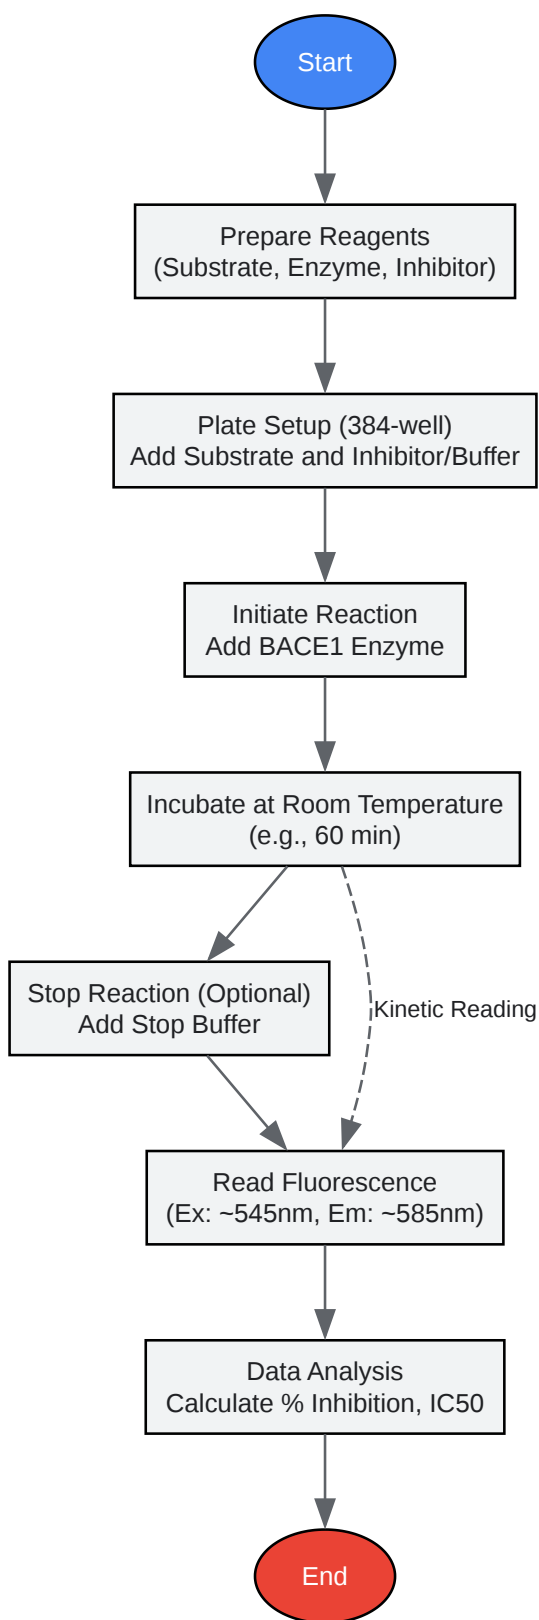 Start
Prepare Reagents
(Substrate, Enzyme, Inhibitor)
Plate Setup (384-well)
Add Substrate and Inhibitor/Buffer
Initiate Reaction
Add BACE1 Enzyme
Incubate at Room Temperature
(e.g., 60 min)
Stop Reaction (Optional)
Add Stop Buffer
Kinetic Reading
Read Fluorescence
(Ex: ~545nm, Em: ~585nm)
Data Analysis
Calculate % Inhibition, IC50
End